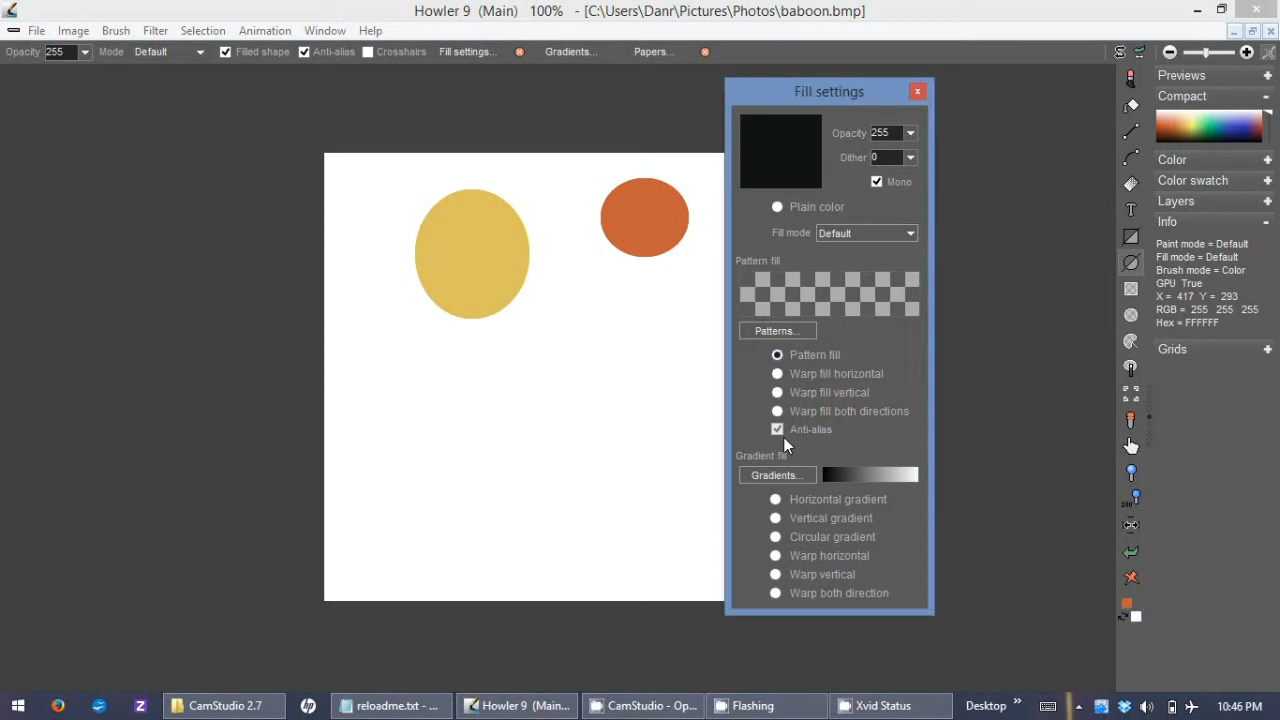 Howler 9 (Main) 100% - [C:\Users\Danr\Pictures\Photos\baboon.bmp]
File Image Brush Filter Selection Animation Window Help
Opacity 255 Mode Default Filled shape Anti-alias Crosshairs Fill settings... Gradients... Papers...
Fill settings
Opacity 255
Dither 0
Mono
Plain color
Fill mode Default
Pattern fill
Patterns...
Pattern fill
Warp fill horizontal
Warp fill vertical
Warp fill both directions
Anti-alias
Gradient fill
Gradients...
Horizontal gradient
Vertical gradient
Circular gradient
Warp horizontal
Warp vertical
Warp both direction
Previews
Compact
Color
Color swatch
Layers
Info
Paint mode = Default
Fill mode = Default
Brush mode = Color
GPU True
X = 417 Y = 293
RGB = 255 255 255
Hex = FFFFFF
Grids
100
CamStudio 2.7
reloadme.txt - ...
Howler 9 (Main...
CamStudio - Op...
Flashing
Xvid Status
Desktop
10:46 PM